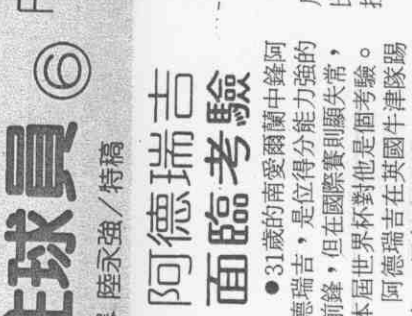 球員 ⑥
陸永強／特稿
阿德瑞吉
面臨考驗
●31歲的南愛爾蘭中鋒阿
德瑞吉，是位得分能力強的
前鋒，但在國際賽則顯失常，
本屆世界杯對他是個考驗。
阿德瑞吉在英國牛津隊踢